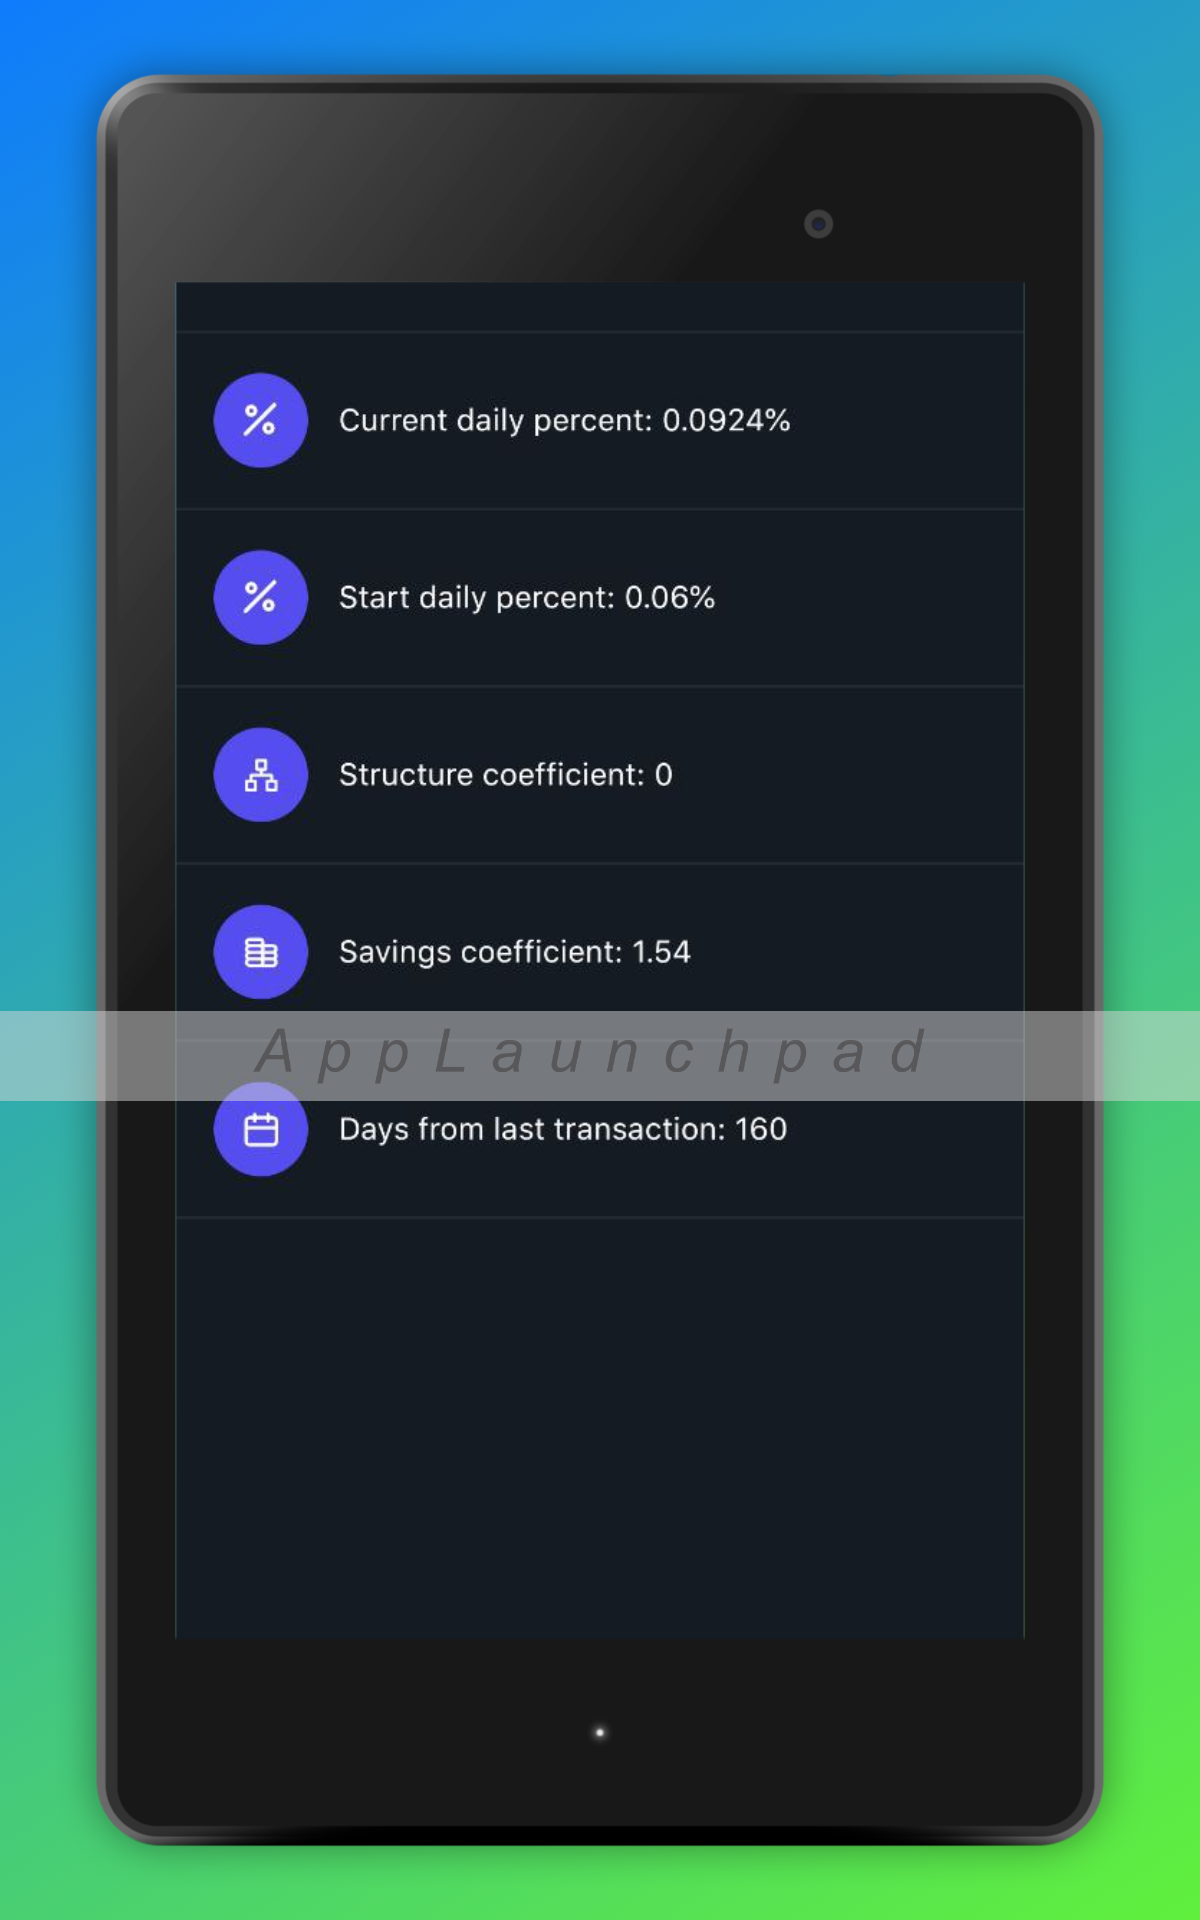 Current daily percent: 0.0924%
Start daily percent: 0.06%
Structure coefficient: 0
Savings coefficient: 1.54
AppLaunchpad
Days from last transaction: 160